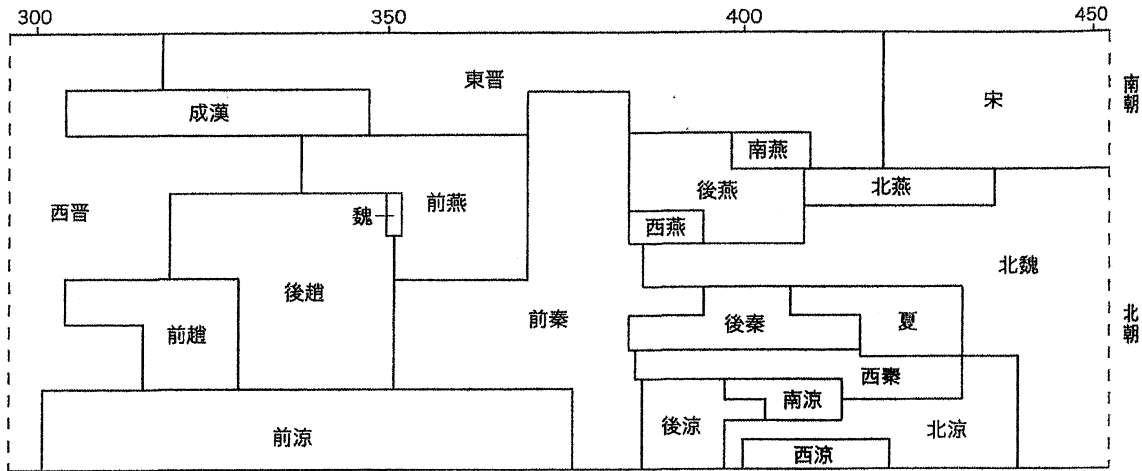 300 350 400 450
東晋
宋
南朝
成漢
南燕
北燕
後燕
西燕
前燕
魏
西晋
北魏
後趙
前秦
北朝
前趙
後秦
夏
西秦
南涼
後涼
北涼
前涼
西涼